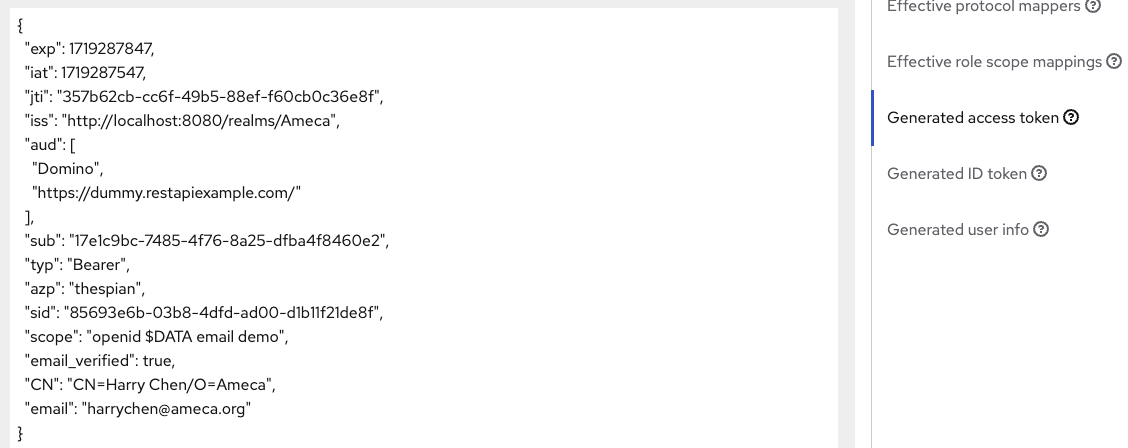 {
"exp": 1719287847,
"iat": 1719287547,
"jti": "357b62cb-cc6f-49b5-88ef-f60cb0c36e8f",
"iss": "http://localhost:8080/realms/Ameca",
"aud": [
"Domino",
"https://dummy.restapiexample.com/"
],
"sub": "17e1c9bc-7485-4f76-8a25-dfba4f8460e2",
"typ": "Bearer",
"azp": "thespian",
"sid": "85693e6b-03b8-4dfd-ad00-d1b11f21de8f",
"scope": "openid $DATA email demo",
"email_verified": true,
"CN": "CN=Harry Chen/O=Ameca",
"email": "harrychen@ameca.org"
}
Effective protocol mappers
Effective role scope mappings
Generated access token
Generated ID token
Generated user info